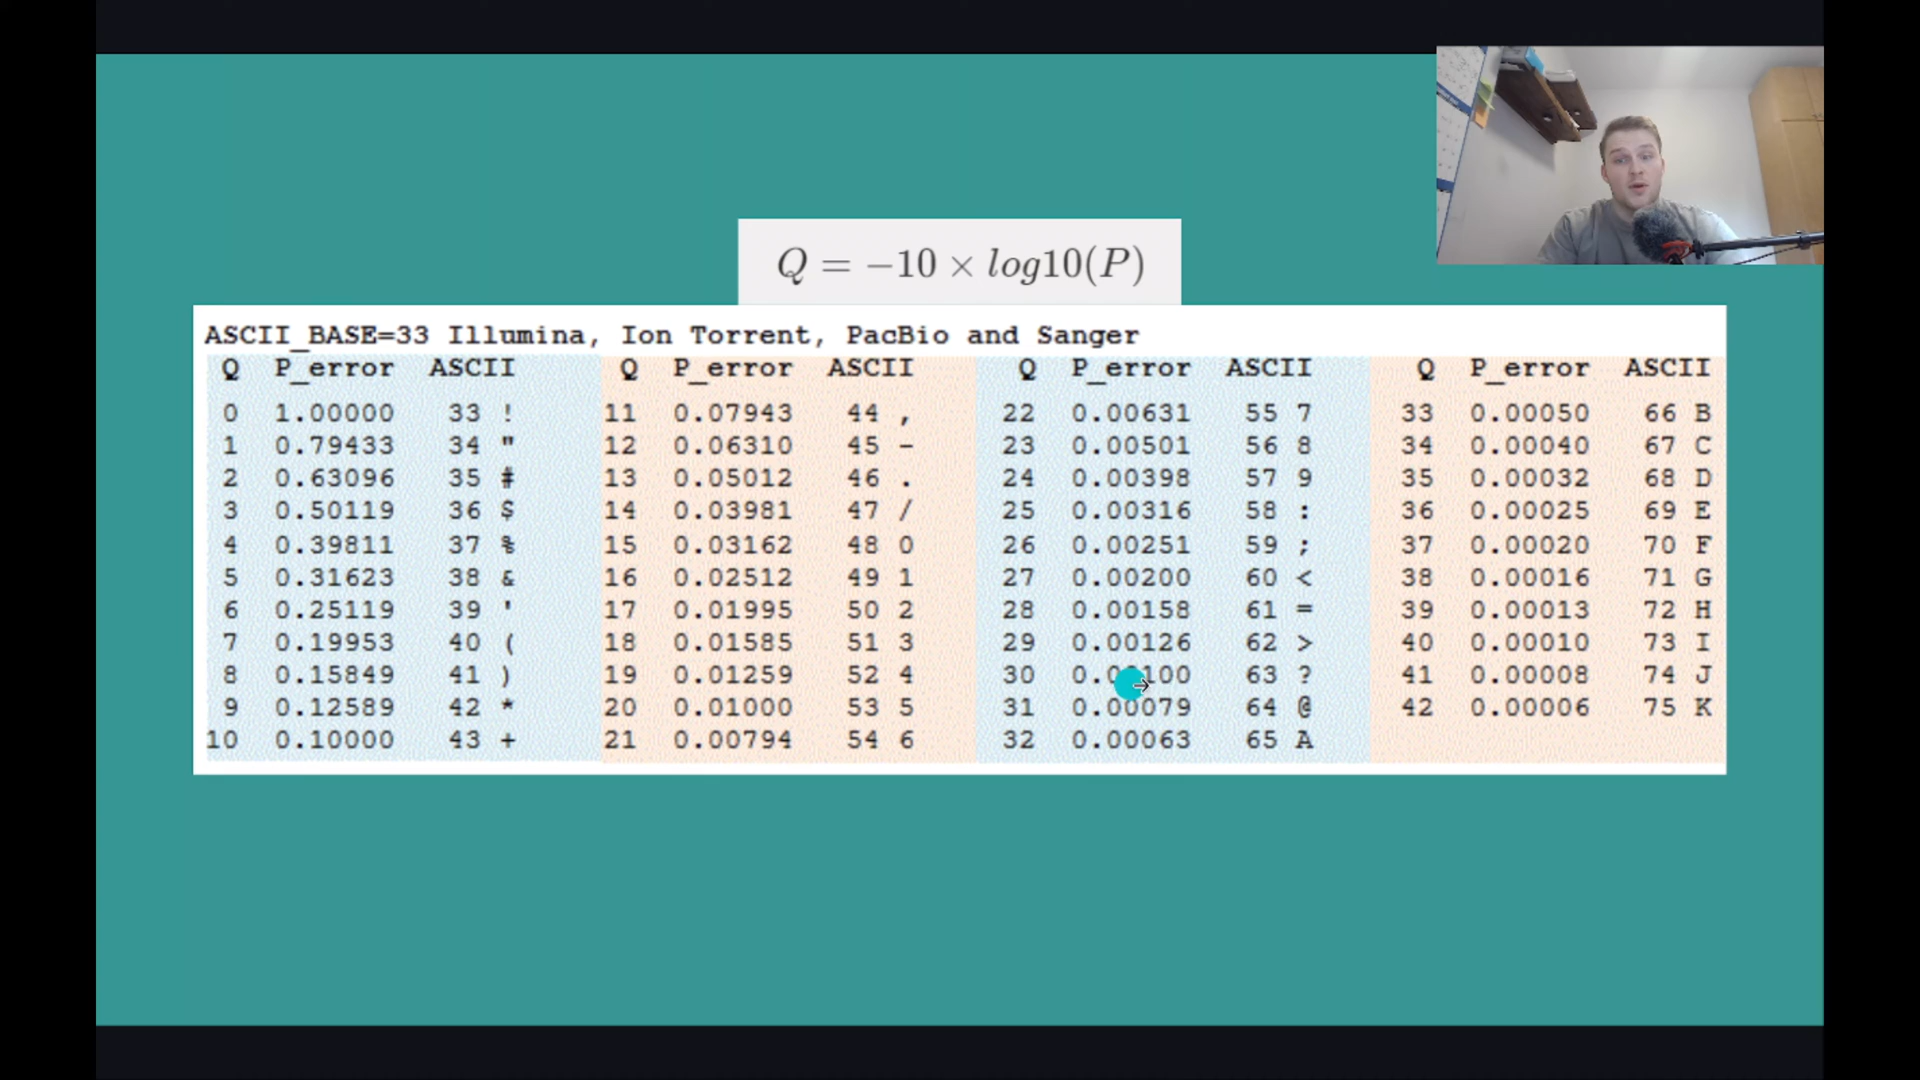 Q = −10 × log10(P)
ASCII_BASE=33 Illumina, Ion Torrent, PacBio and Sanger
Q P_error ASCII Q P_error ASCII Q P_error ASCII Q P_error ASCII
0 1.00000 33 ! 11 0.07943 44 , 22 0.00631 55 7 33 0.00050 66 B
1 0.79433 34 " 12 0.06310 45 - 23 0.00501 56 8 34 0.00040 67 C
2 0.63096 35 # 13 0.05012 46 . 24 0.00398 57 9 35 0.00032 68 D
3 0.50119 36 $ 14 0.03981 47 / 25 0.00316 58 : 36 0.00025 69 E
4 0.39811 37 % 15 0.03162 48 0 26 0.00251 59 ; 37 0.00020 70 F
5 0.31623 38 & 16 0.02512 49 1 27 0.00200 60 < 38 0.00016 71 G
6 0.25119 39 ' 17 0.01995 50 2 28 0.00158 61 = 39 0.00013 72 H
7 0.19953 40 ( 18 0.01585 51 3 29 0.00126 62 > 40 0.00010 73 I
8 0.15849 41 ) 19 0.01259 52 4 30 0.00100 63 ? 41 0.00008 74 J
9 0.12589 42 * 20 0.01000 53 5 31 0.00079 64 @ 42 0.00006 75 K
10 0.10000 43 + 21 0.00794 54 6 32 0.00063 65 A